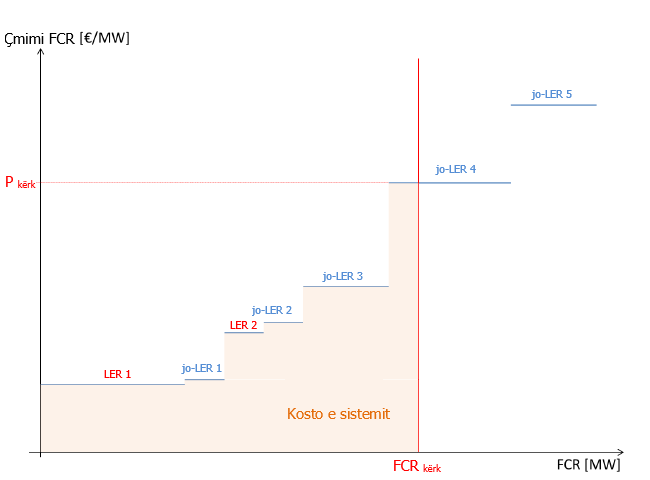 Çmimi FCR [€/MW]
jo-LER 5
jo-LER 4
P kërk
jo-LER 3
jo-LER 2
LER 2
jo-LER 1
LER 1
Kosto e sistemit
FCR kërk
FCR [MW]